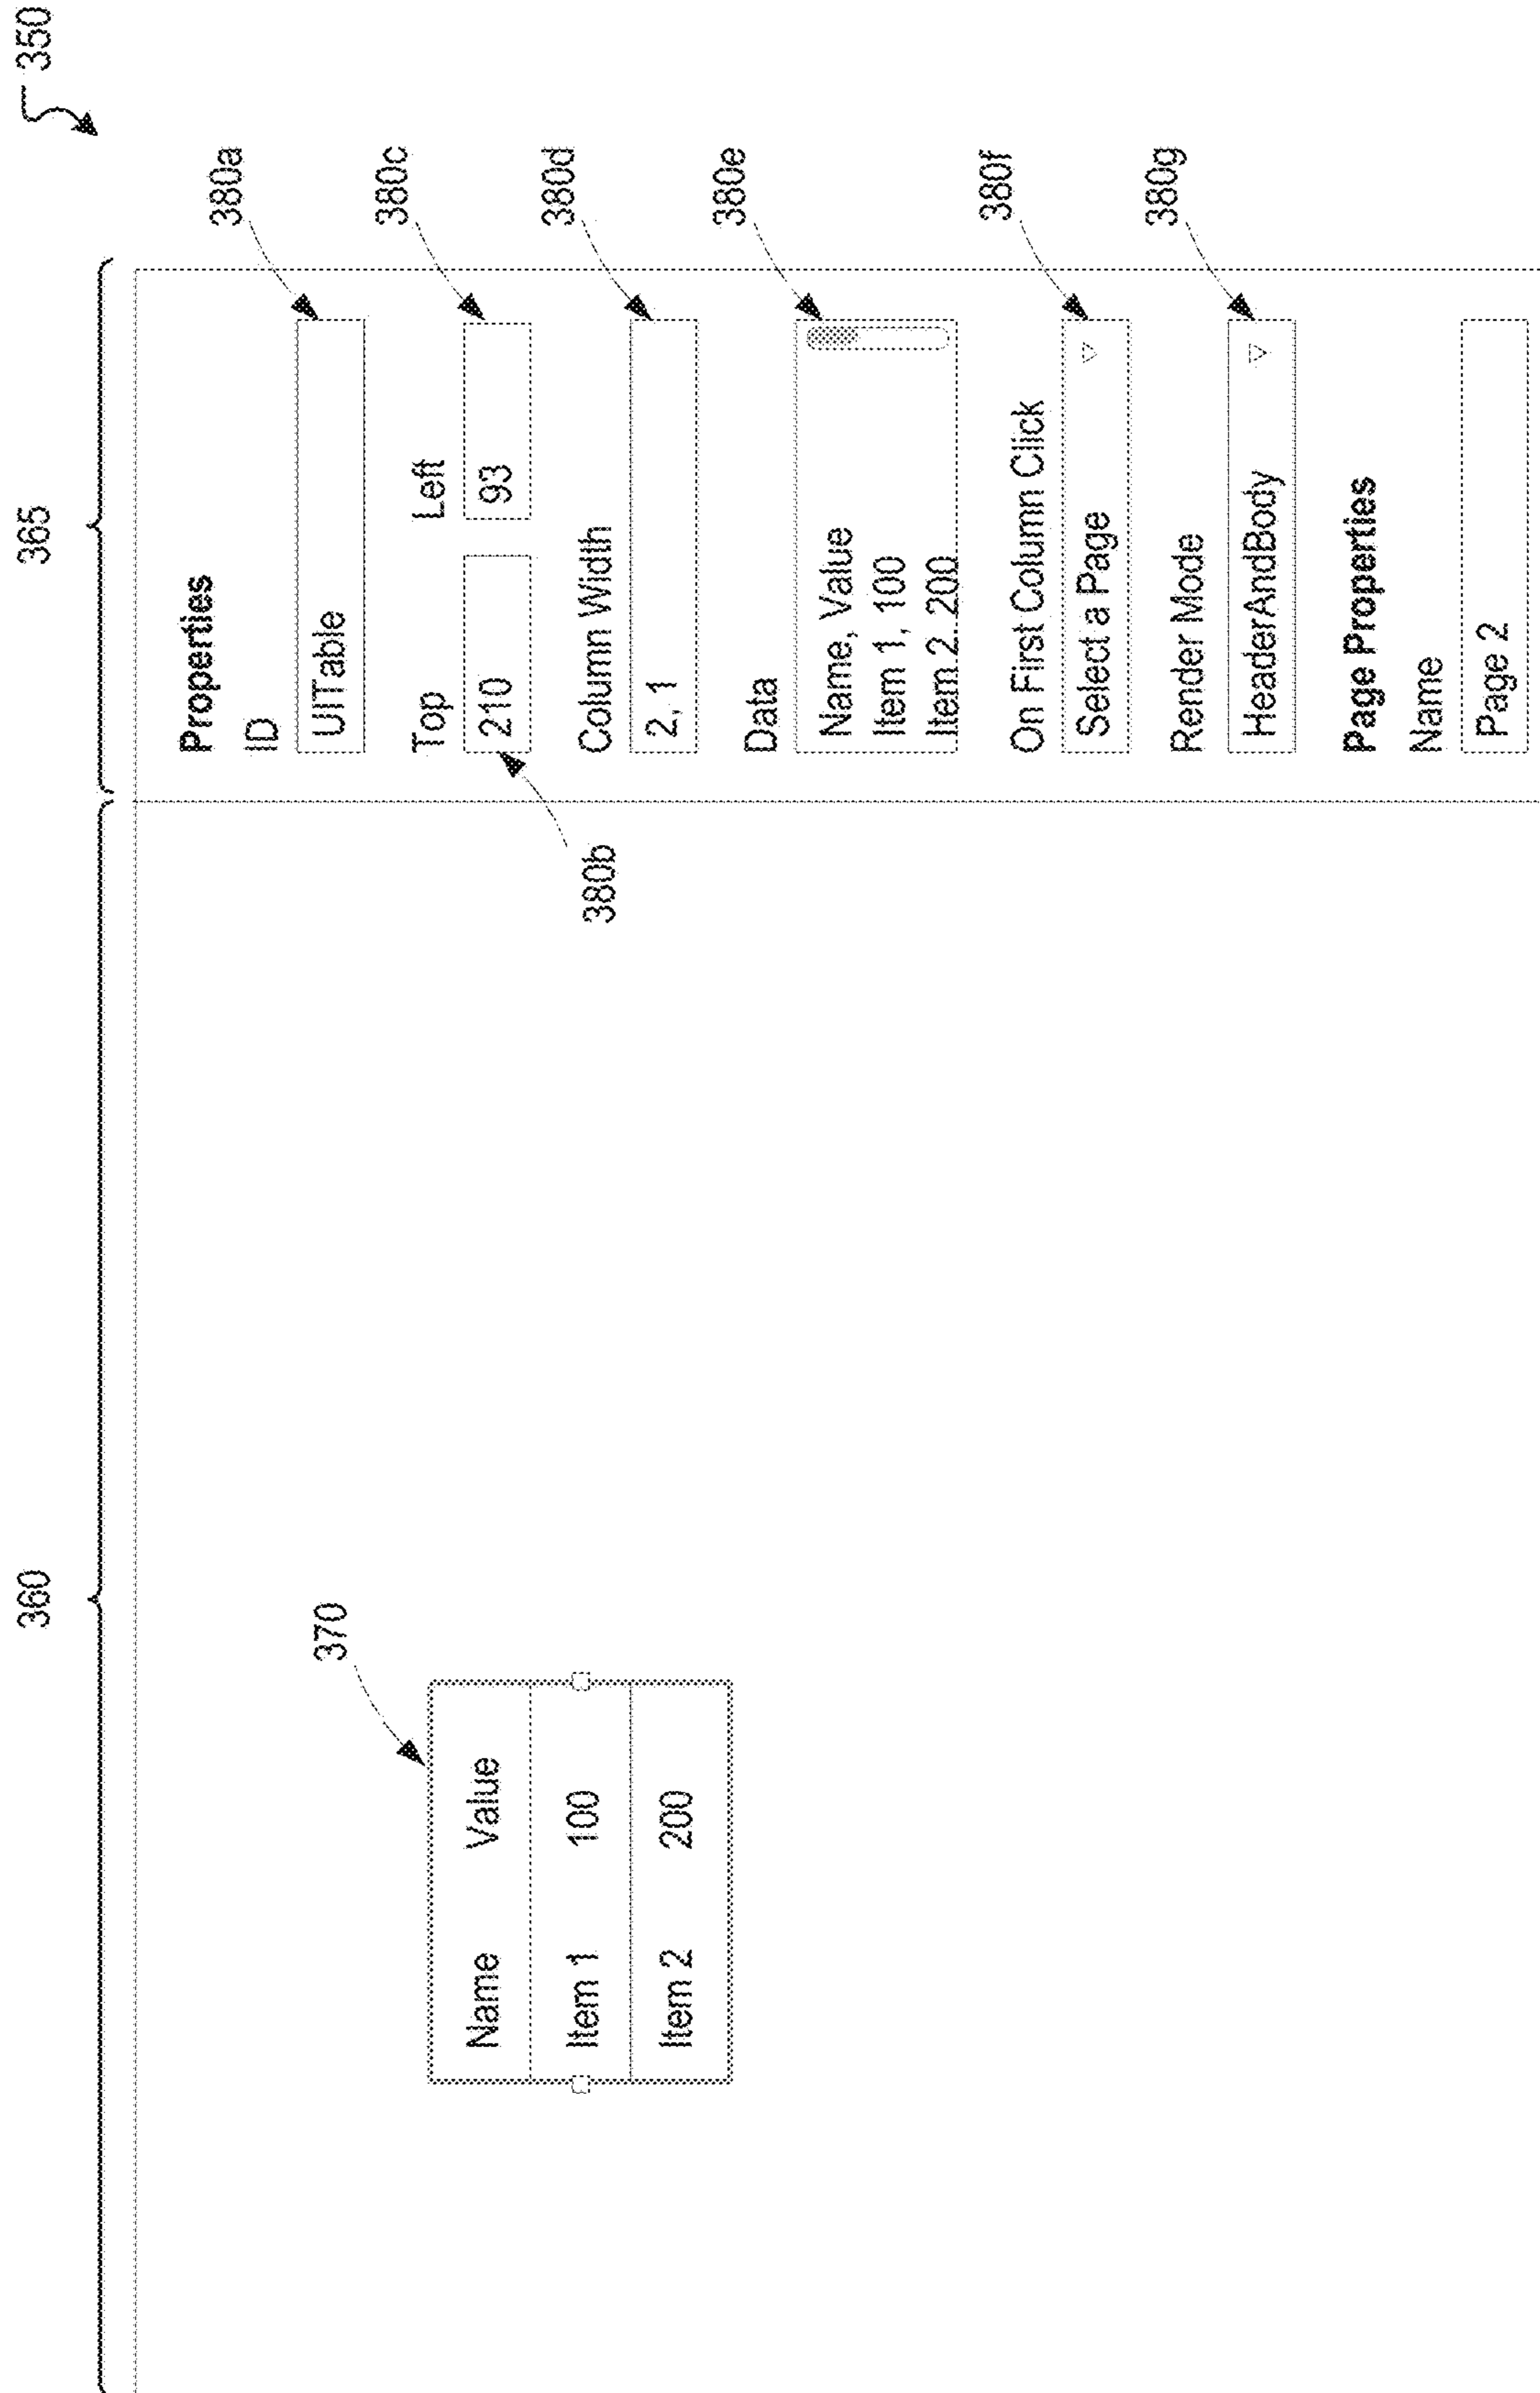 350
360
365
370
Name Value
Item 1 100
Item 2 200
Properties
ID
UITable
380a
Top Left
210 93
380c
380b
Column Width
2, 1
380d
Data
Name, Value
Item 1, 100
Item 2, 200
380e
On First Column Click
Select a Page
380f
Render Mode
HeaderAndBody
380g
Page Properties
Name
Page 2